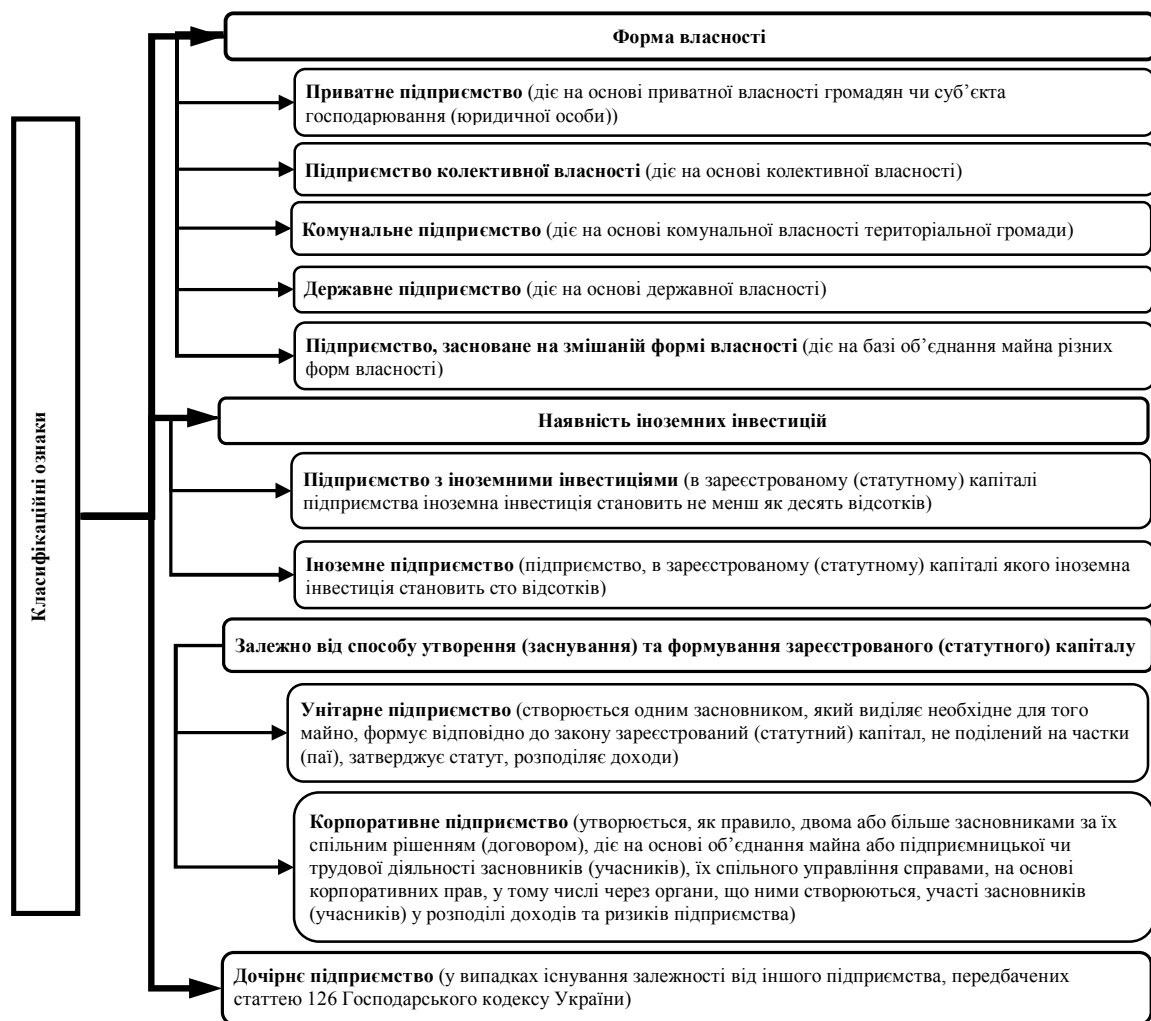 Класифікаційні ознаки
Форма власності
Приватне підприємство (діє на основі приватної власності громадян чи суб’єкта
господарювання (юридичної особи))
Підприємство колективної власності (діє на основі колективної власності)
Комунальне підприємство (діє на основі комунальної власності територіальної громади)
Державне підприємство (діє на основі державної власності)
Підприємство, засноване на змішаній формі власності (діє на базі об’єднання майна різних
форм власності)
Наявність іноземних інвестицій
Підприємство з іноземними інвестиціями (в зареєстрованому (статутному) капіталі
підприємства іноземна інвестиція становить не менш як десять відсотків)
Іноземне підприємство (підприємство, в зареєстрованому (статутному) капіталі якого іноземна
інвестиція становить сто відсотків)
Залежно від способу утворення (заснування) та формування зареєстрованого (статутного) капіталу
Унітарне підприємство (створюється одним засновником, який виділяє необхідне для того
майно, формує відповідно до закону зареєстрований (статутний) капітал, не поділений на частки
(паї), затверджує статут, розподіляє доходи)
Корпоративне підприємство (утворюється, як правило, двома або більше засновниками за їх
спільним рішенням (договором), діє на основі об’єднання майна або підприємницької чи
трудової діяльності засновників (учасників), їх спільного управління справами, на основі
корпоративних прав, у тому числі через органи, що ними створюються, участі засновників
(учасників) у розподілі доходів та ризиків підприємства)
Дочірнє підприємство (у випадках існування залежності від іншого підприємства, передбачених
статтею 126 Господарського кодексу України)